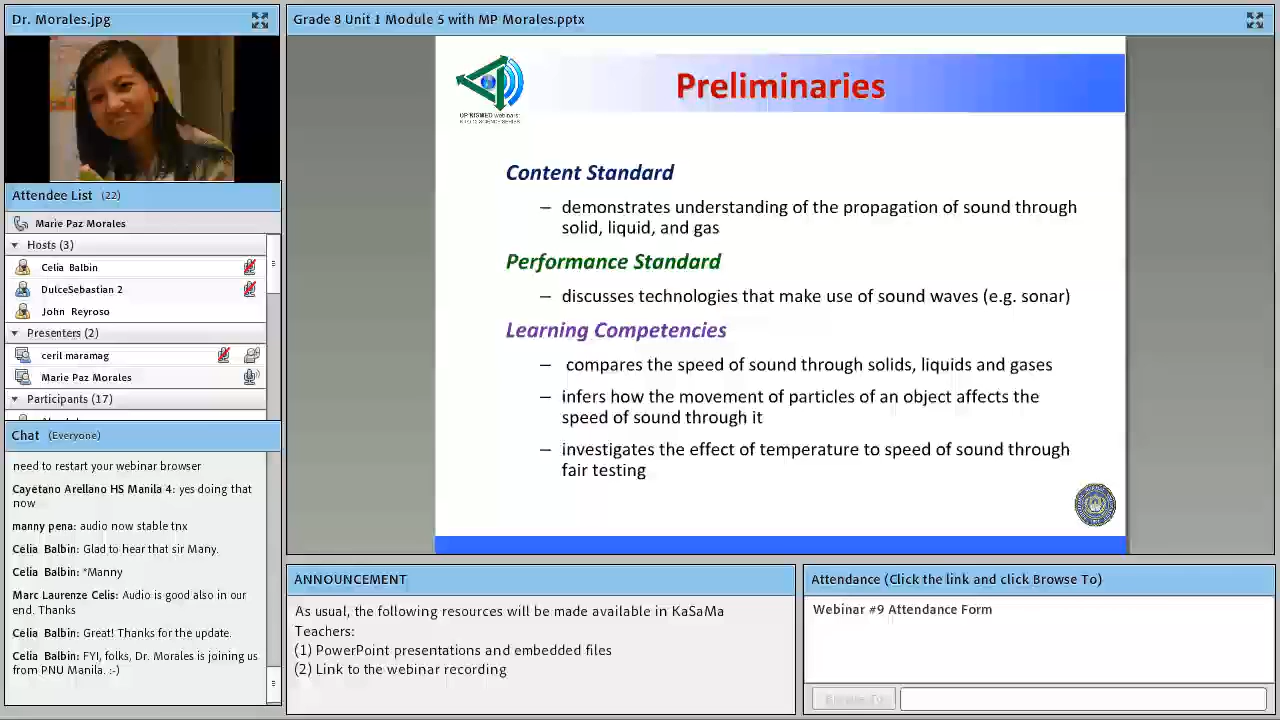 Dr. Morales.jpg
Attendee List (22)
Marie Paz Morales
Hosts (3)
Celia Balbin
DulceSebastian 2
John Reyroso
Presenters (2)
ceril maramag
Marie Paz Morales
Participants (17)
Chat (Everyone)
need to restart your webinar browser
Cayetano Arellano HS Manila 4: yes doing that
now
manny pena: audio now stable tnx
Celia Balbin: Glad to hear that sir Many.
Celia Balbin: *Manny
Marc Laurenze Celis: Audio is good also in our
end. Thanks
Celia Balbin: Great! Thanks for the update.
Celia Balbin: FYI, folks, Dr. Morales is joining us
from PNU Manila. :-)
Grade 8 Unit 1 Module 5 with MP Morales.pptx
Preliminaries
UP NISMED webinars:
K TO 12 SCIENCE SERIES
Content Standard
– demonstrates understanding of the propagation of sound through
solid, liquid, and gas
Performance Standard
– discusses technologies that make use of sound waves (e.g. sonar)
Learning Competencies
– compares the speed of sound through solids, liquids and gases
– infers how the movement of particles of an object affects the
speed of sound through it
– investigates the effect of temperature to speed of sound through
fair testing
ANNOUNCEMENT
As usual, the following resources will be made available in KaSaMa
Teachers:
(1) PowerPoint presentations and embedded files
(2) Link to the webinar recording
Attendance (Click the link and click Browse To)
Webinar #9 Attendance Form
Browse To